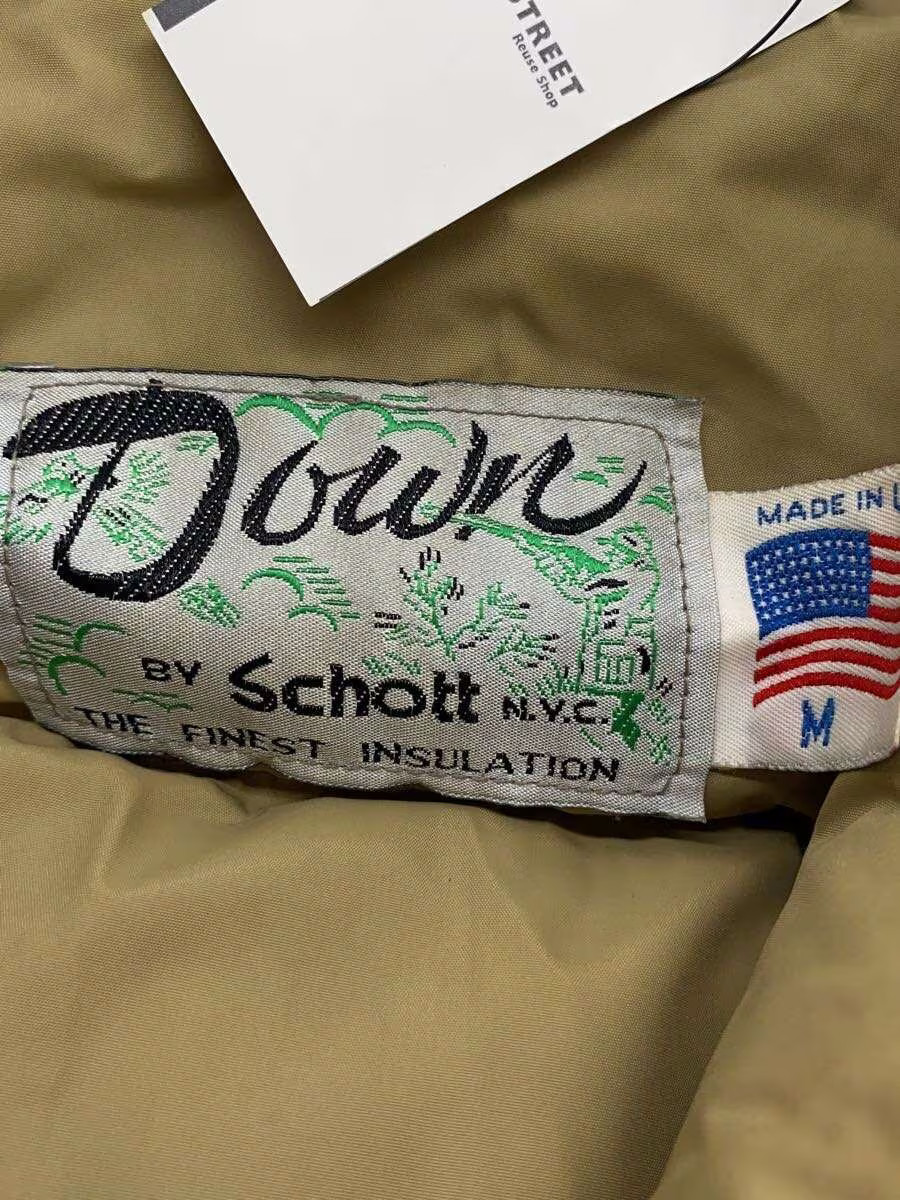 STREET
Reuse Shop
Down
BY Schott N.Y.C.
THE FINEST INSULATION
MADE IN
M